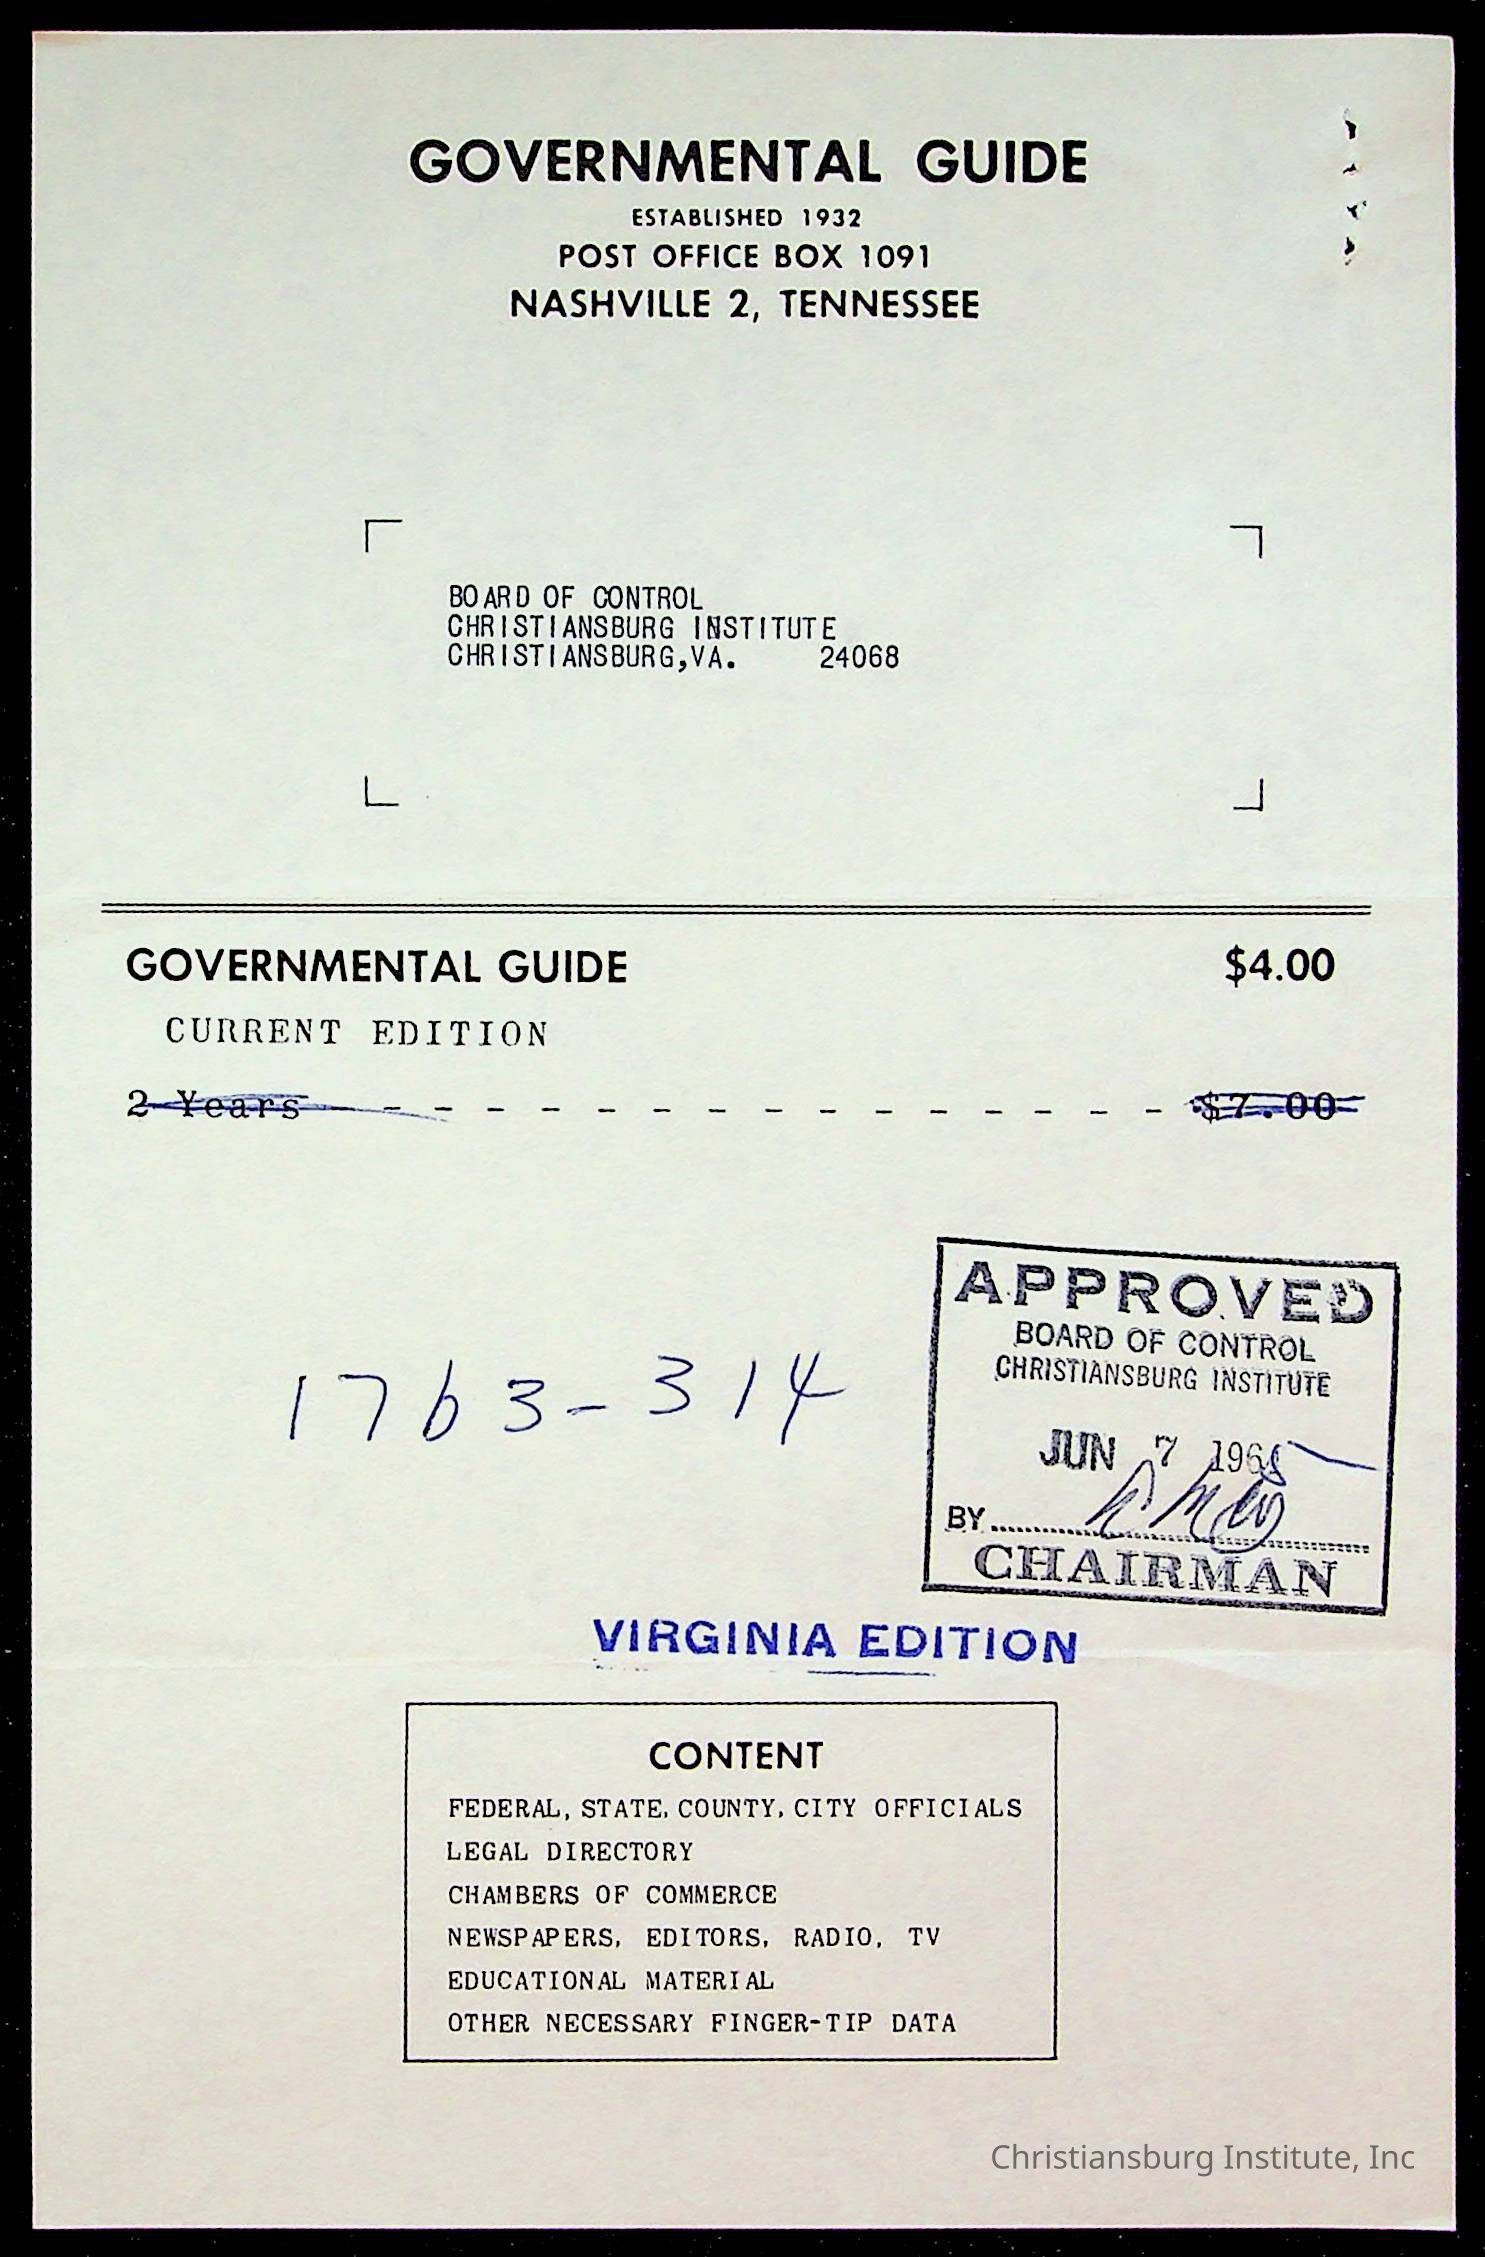 GOVERNMENTAL GUIDE
ESTABLISHED 1932
POST OFFICE BOX 1091
NASHVILLE 2, TENNESSEE
BOARD OF CONTROL
CHRISTIANSBURG INSTITUTE
CHRISTIANSBURG,VA. 24068
GOVERNMENTAL GUIDE $4.00
CURRENT EDITION
2 Years - - - - - - - - - - - - - - - - $7.00
APPROVED
BOARD OF CONTROL
CHRISTIANSBURG INSTITUTE
1763-314
JUN 7 1965
BY
CHAIRMAN
VIRGINIA EDITION
CONTENT
FEDERAL, STATE, COUNTY, CITY OFFICIALS
LEGAL DIRECTORY
CHAMBERS OF COMMERCE
NEWSPAPERS, EDITORS, RADIO, TV
EDUCATIONAL MATERIAL
OTHER NECESSARY FINGER-TIP DATA
Christiansburg Institute, Inc